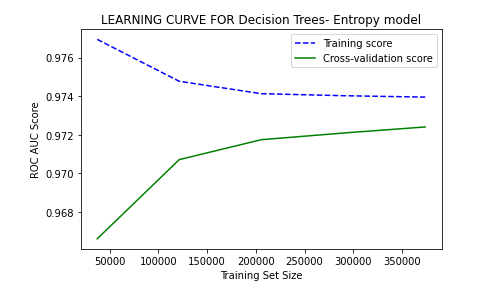 LEARNING CURVE FOR Decision Trees- Entropy model
Training score
Cross-validation score
ROC AUC Score
0.976
0.974
0.972
0.970
0.968
50000 100000 150000 200000 250000 300000 350000
Training Set Size